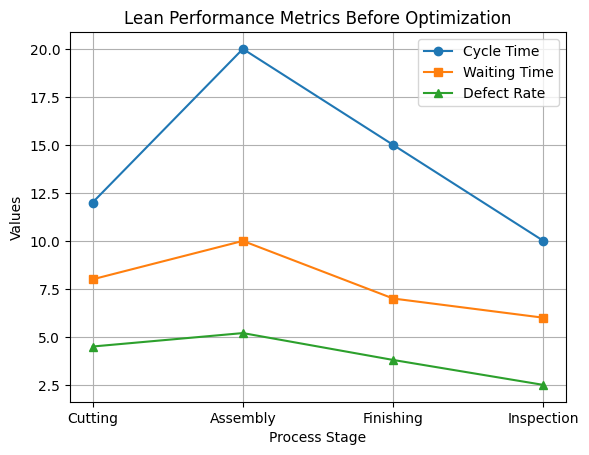 Lean Performance Metrics Before Optimization
Cycle Time
Waiting Time
Defect Rate
Values
20.0
17.5
15.0
12.5
10.0
7.5
5.0
2.5
Cutting Assembly Finishing Inspection
Process Stage